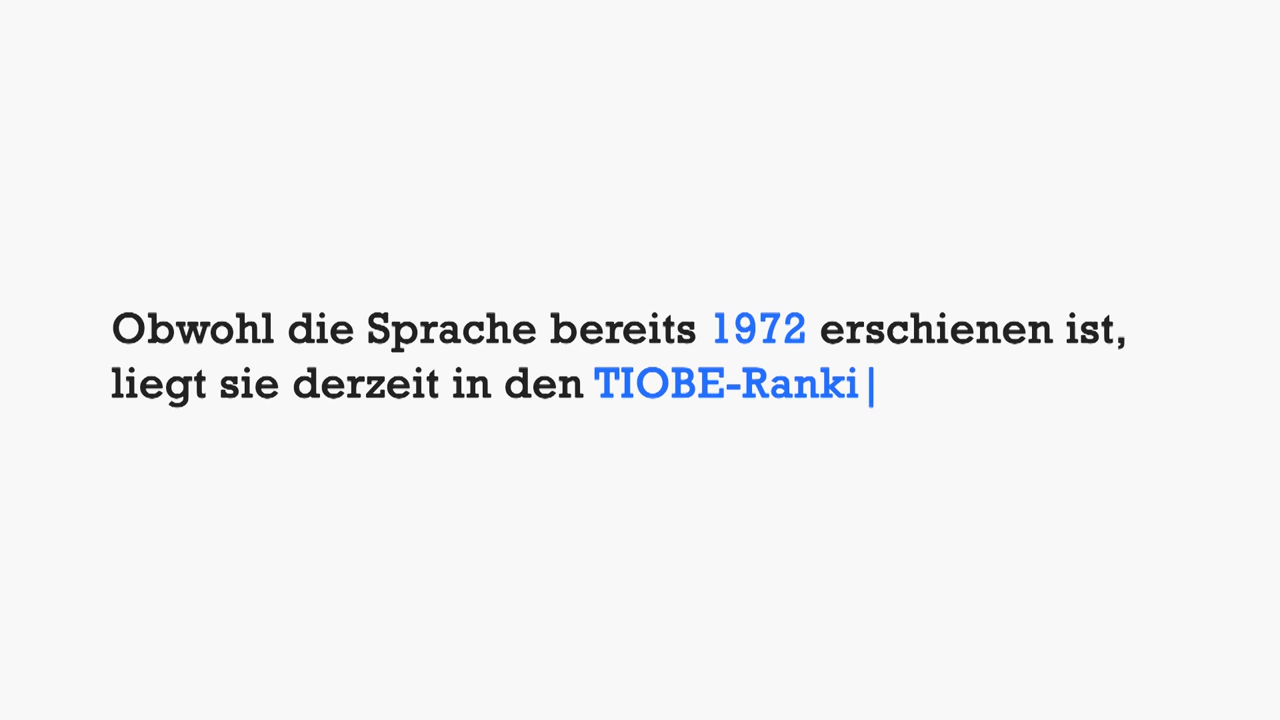 Obwohl die Sprache bereits 1972 erschienen ist,
liegt sie derzeit in den TIOBE-Ranki|